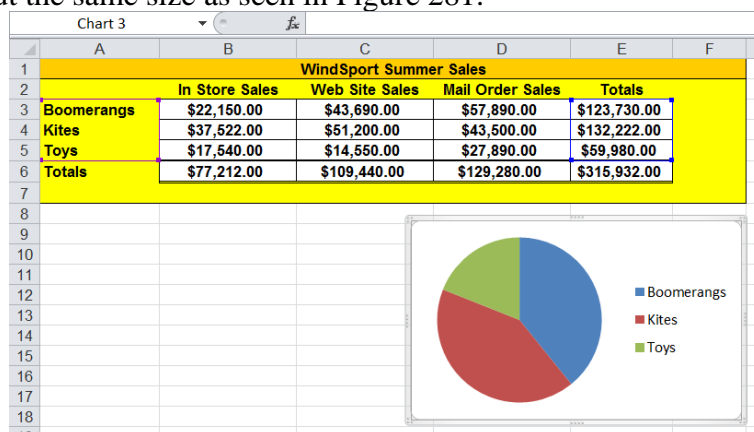 ut the same size as seen in Figure 281.
Chart 3 fx
A B C D E F
1 WindSport Summer Sales
2 In Store Sales Web Site Sales Mail Order Sales Totals
3 Boomerangs $22,150.00 $43,690.00 $57,890.00 $123,730.00
4 Kites $37,522.00 $51,200.00 $43,500.00 $132,222.00
5 Toys $17,540.00 $14,550.00 $27,890.00 $59,980.00
6 Totals $77,212.00 $109,440.00 $129,280.00 $315,932.00
7
8
9
10
11
12 Boomerangs
13 Kites
14
15 Toys
16
17
18